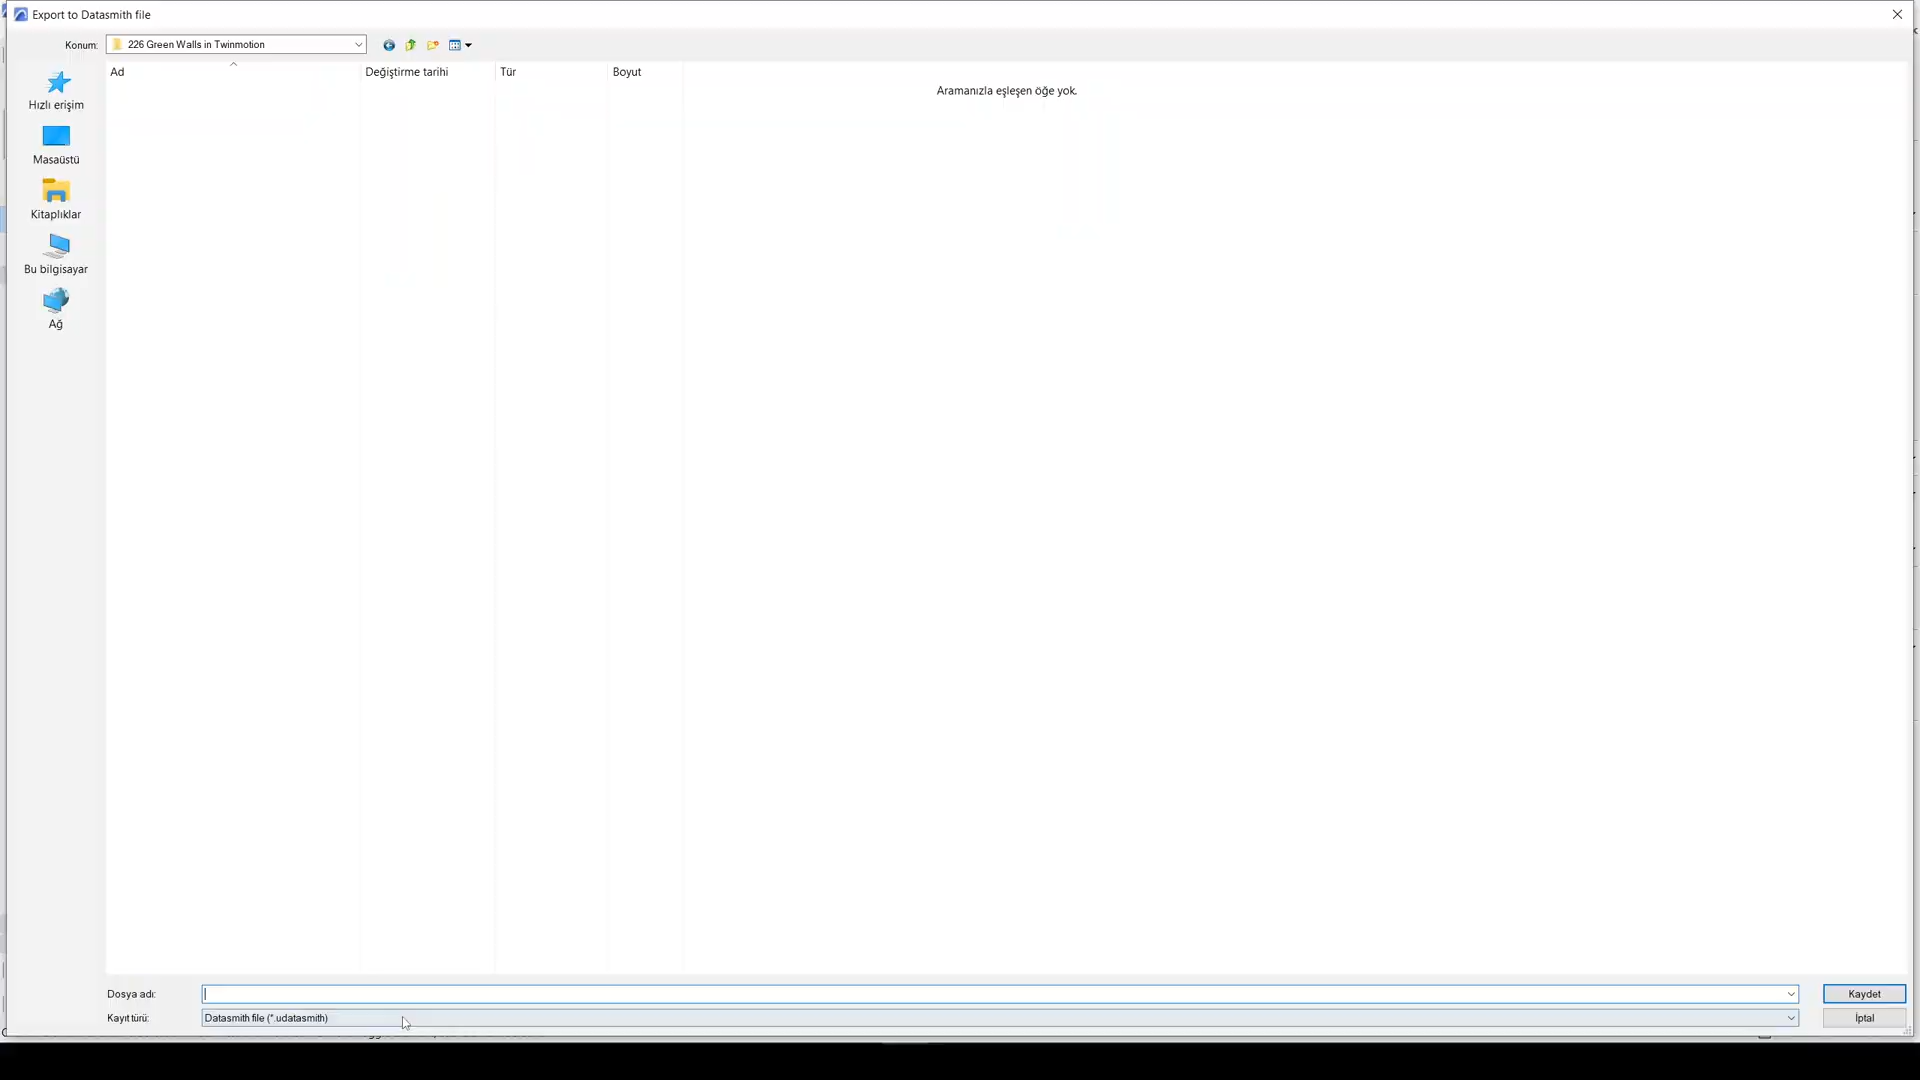 Export to Datasmith file
Konum:
226 Green Walls in Twinmotion
Ad
Değiştirme tarihi
Tür
Boyut
Aramanızla eşleşen öğe yok.
Hızlı erişim
Masaüstü
Kitaplıklar
Bu bilgisayar
Ağ
Dosya adı:
Kaydet
Kayıt türü:
Datasmith file (*.udatasmith)
İptal